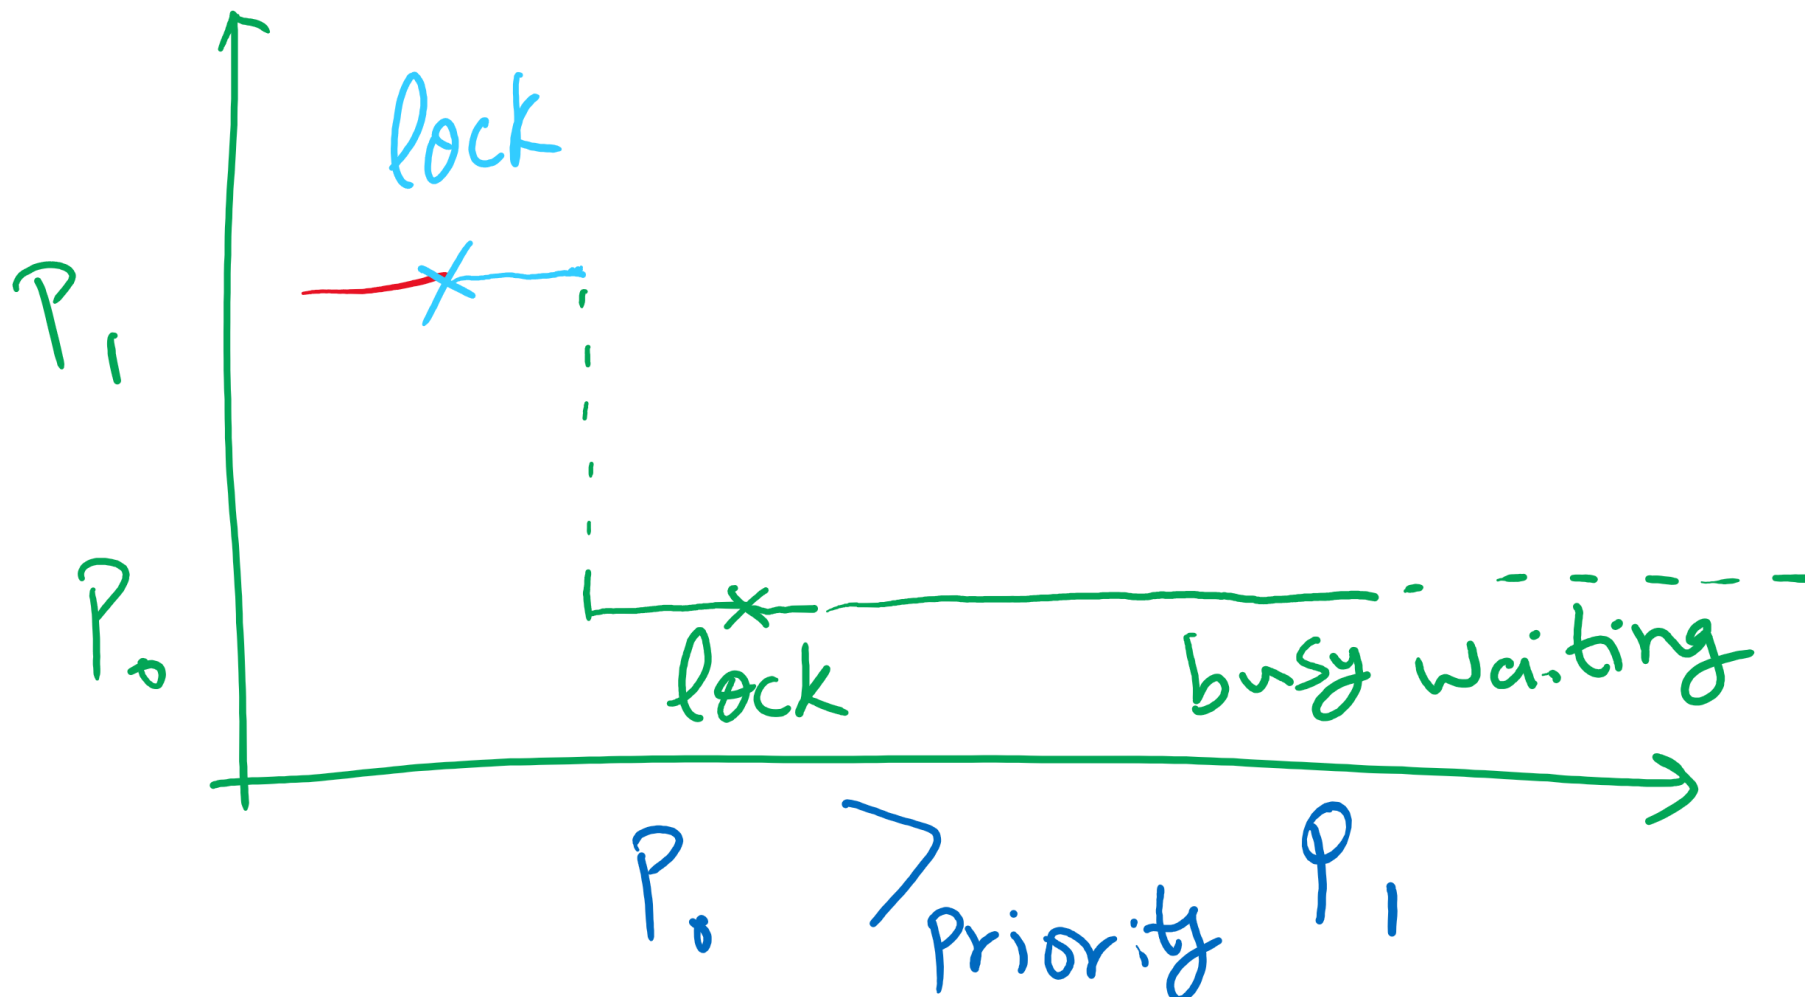 lock
P₁
P₀
lock
busy waiting
P₀ > Priority P₁